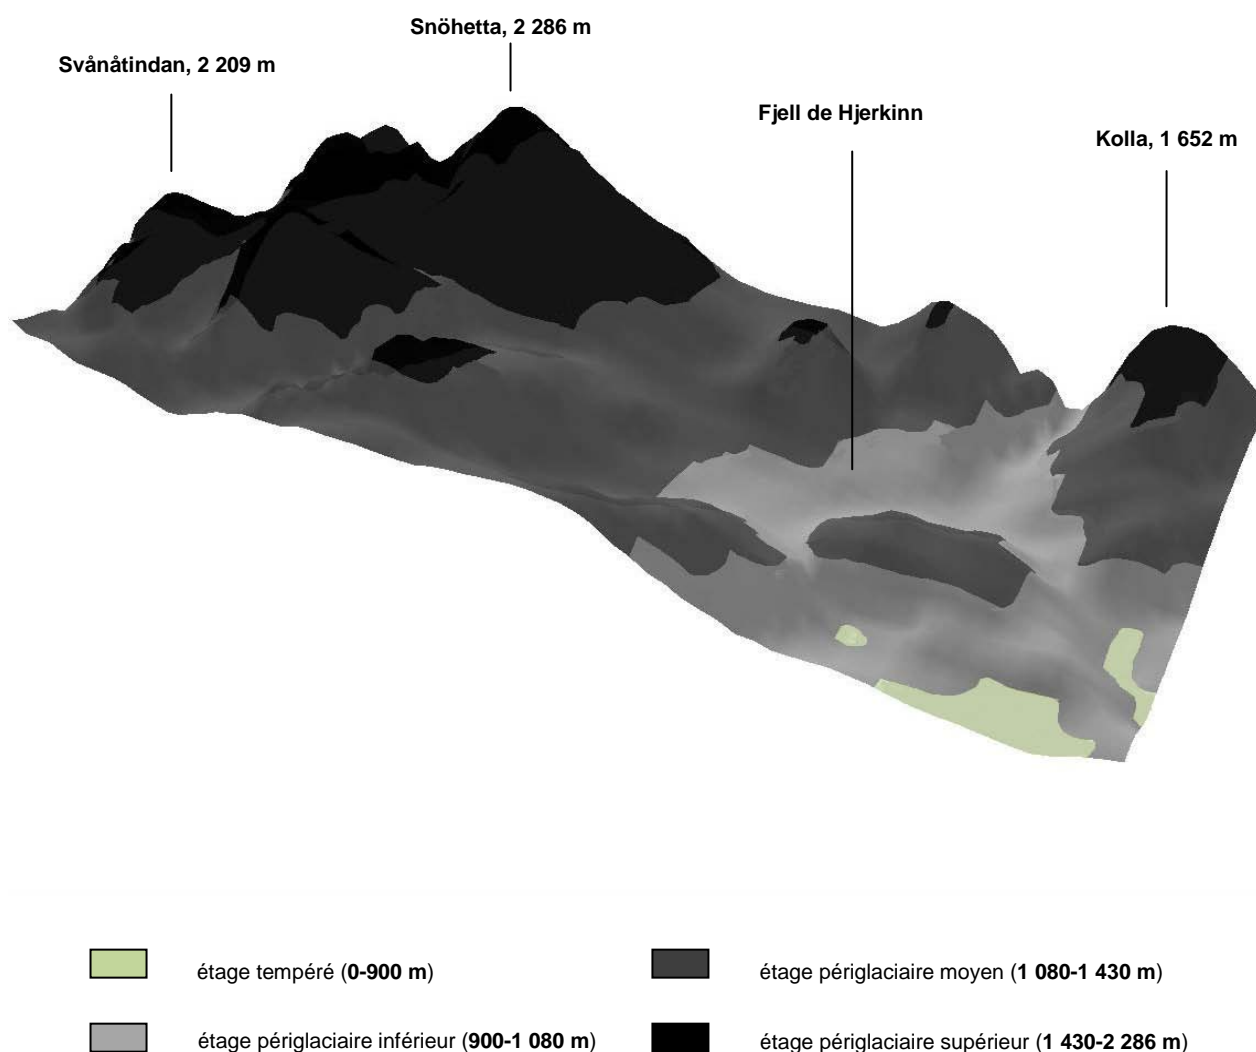 Snöhetta, 2 286 m
Svånåtindan, 2 209 m
Fjell de Hjerkinn
Kolla, 1 652 m
étage tempéré (0-900 m)
étage périglaciaire moyen (1 080-1 430 m)
étage périglaciaire inférieur (900-1 080 m)
étage périglaciaire supérieur (1 430-2 286 m)